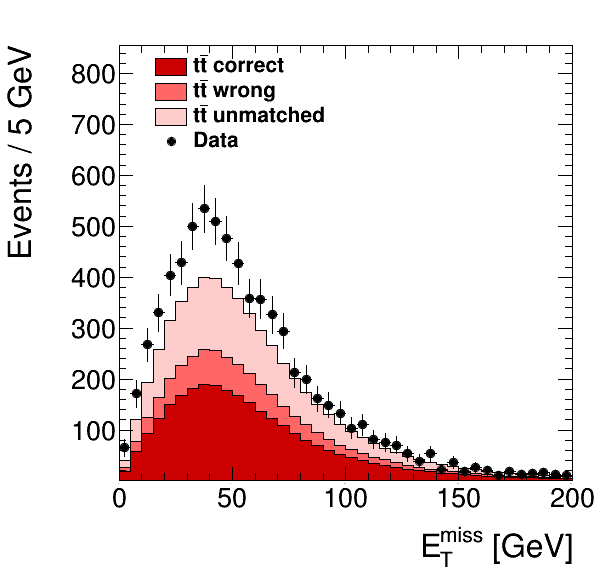 Events / 5 GeV
tt̄ correct
tt̄ wrong
tt̄ unmatched
Data
800
700
600
500
400
300
200
100
0 50 100 150 200
E_T^miss [GeV]